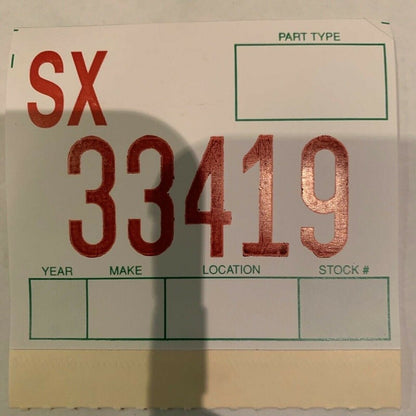 PART TYPE
SX
33419
YEAR MAKE LOCATION STOCK #